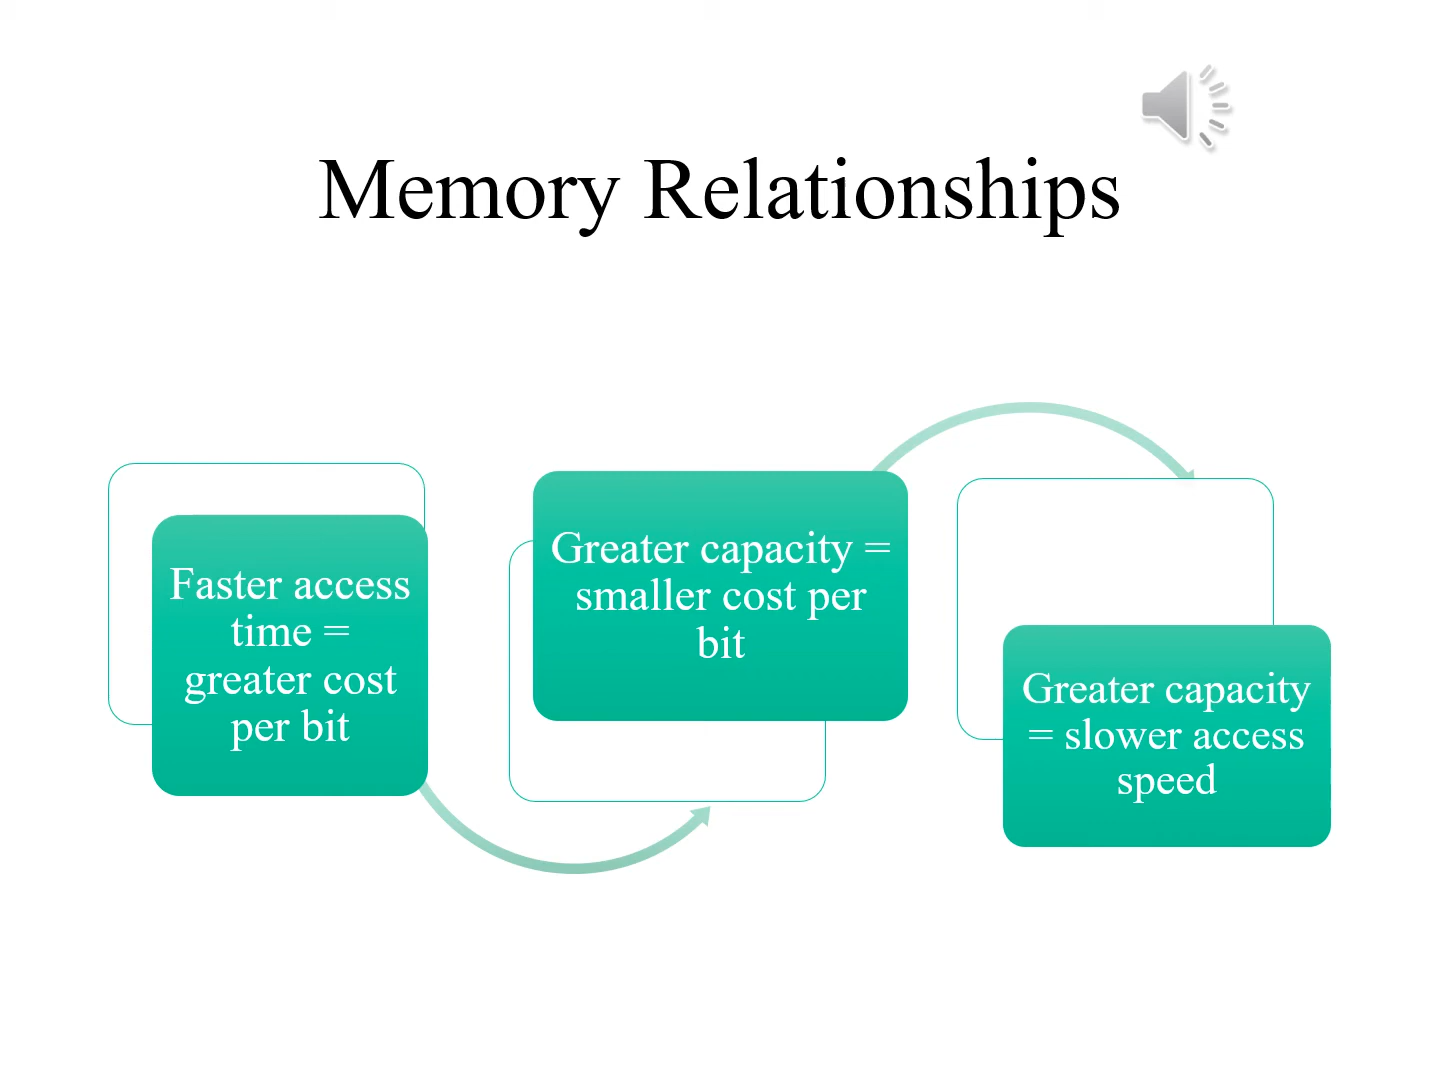 Memory Relationships
Faster access
time =
greater cost
per bit
Greater capacity =
smaller cost per
bit
Greater capacity
= slower access
speed